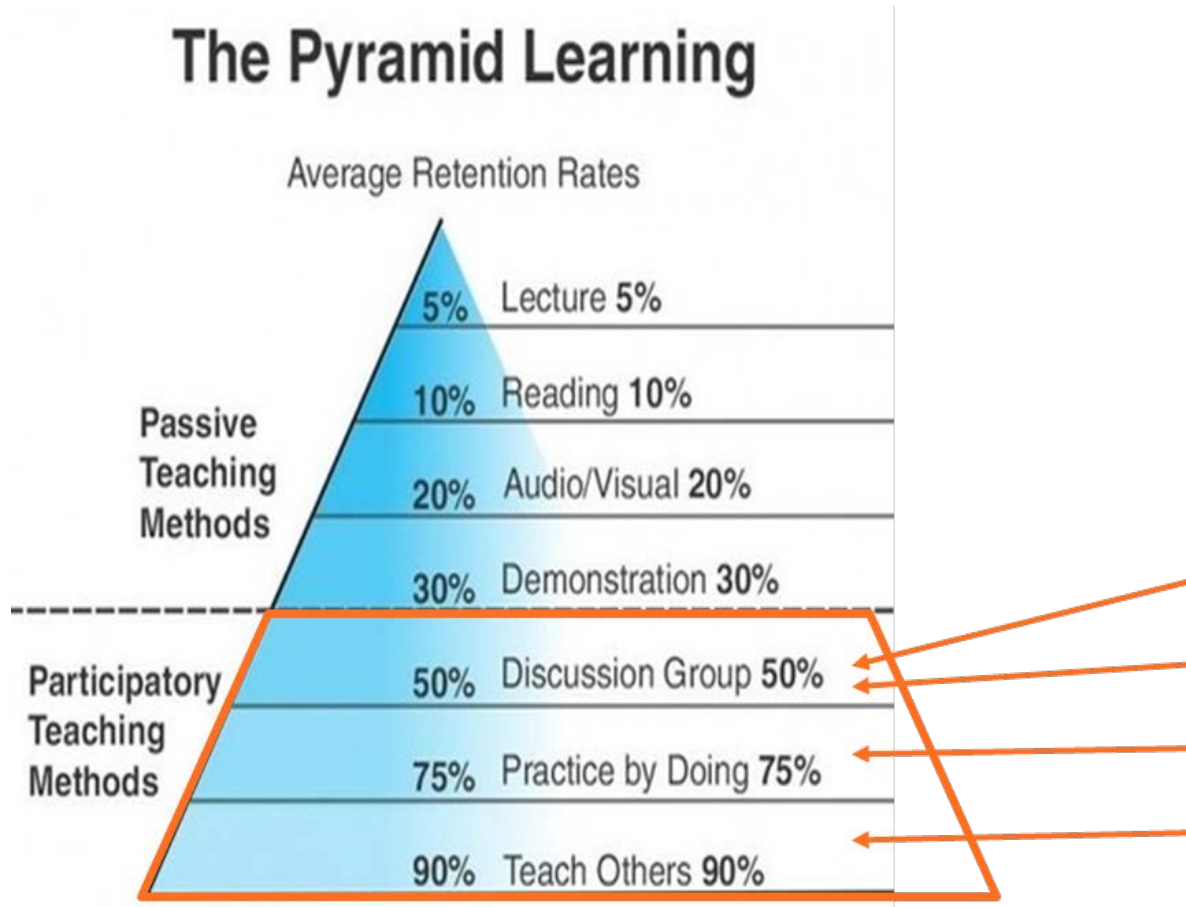 The Pyramid Learning
Average Retention Rates
5% Lecture 5%
10% Reading 10%
Passive
Teaching
Methods
20% Audio/Visual 20%
30% Demonstration 30%
Participatory
Teaching
Methods
50% Discussion Group 50%
75% Practice by Doing 75%
90% Teach Others 90%